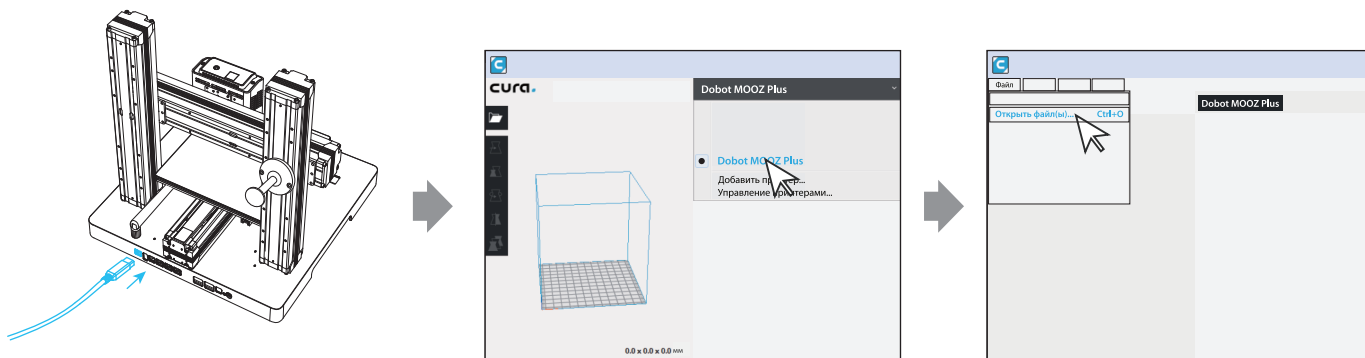 cura.
Dobot MOOZ Plus
Dobot MOOZ Plus
Добавить принтер...
Управление принтерами...
0.0 x 0.0 x 0.0 мм
Файл
Открыть файл(ы)... Ctrl+O
Dobot MOOZ Plus